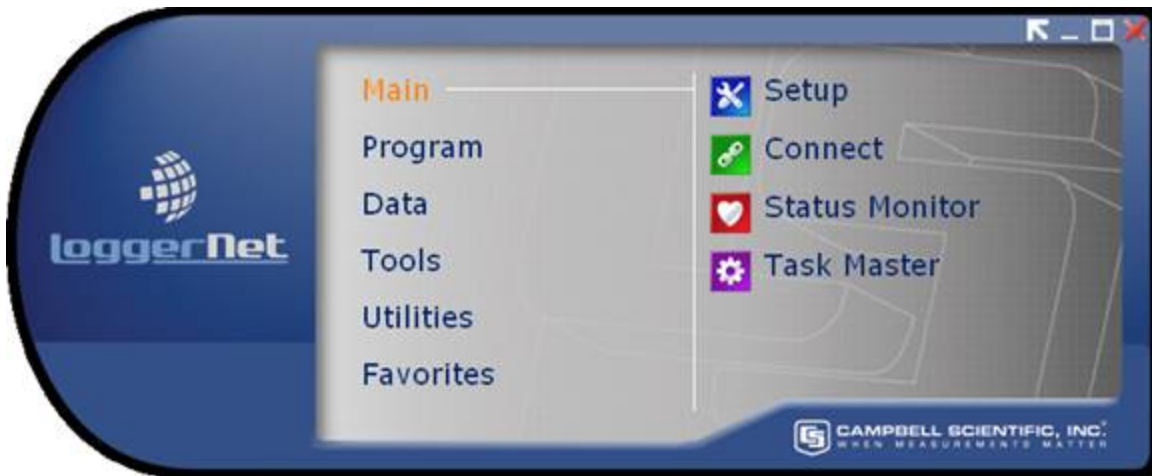 loggerNet
Main
Program
Data
Tools
Utilities
Favorites
Setup
Connect
Status Monitor
Task Master
CAMPBELL SCIENTIFIC, INC.
WHEN MEASUREMENTS MATTER